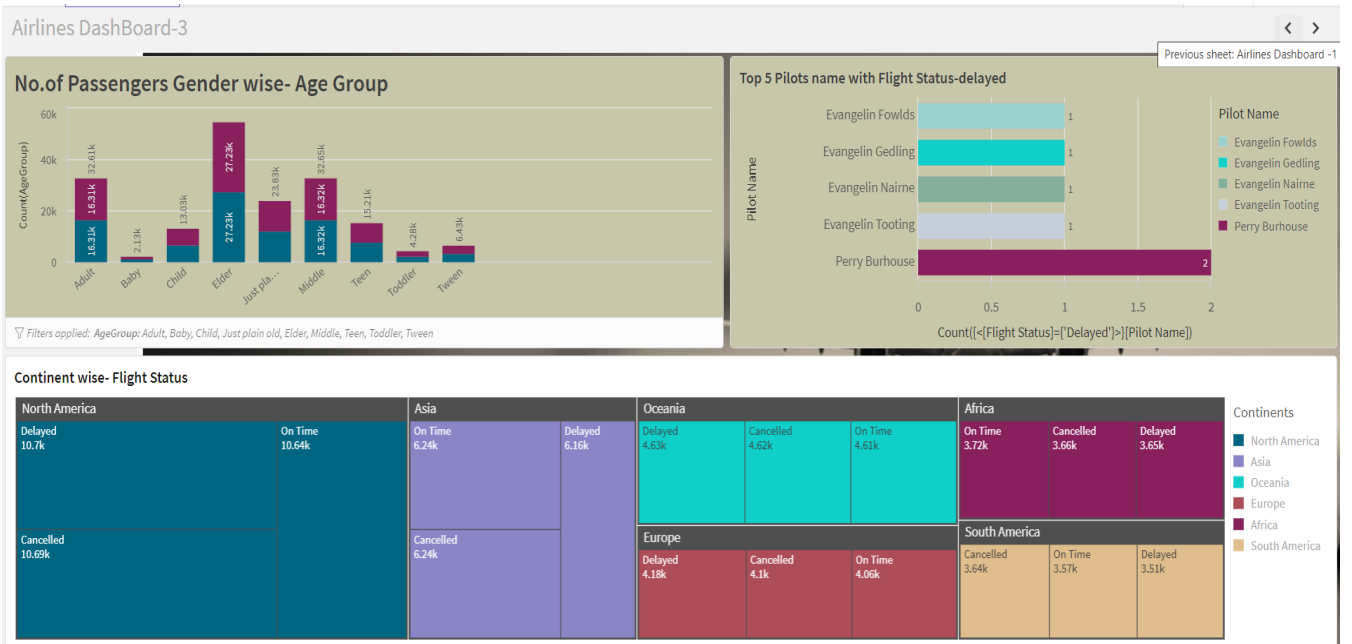 Airlines DashBoard-3
Previous sheet: Airlines Dashboard -1
No.of Passengers Gender wise- Age Group
Count(AgeGroup)
60k
40k
20k
0
32.61k
16.31k
16.31k
2.13k
13.03k
27.23k
27.23k
23.83k
32.65k
16.32k
16.32k
15.21k
4.28k
6.43k
Adult
Baby
Child
Elder
Just pla...
Middle
Teen
Toddler
Tween
Filters applied: AgeGroup: Adult, Baby, Child, Just plain old, Elder, Middle, Teen, Toddler, Tween
Top 5 Pilots name with Flight Status-delayed
Pilot Name
Evangelin Fowlds 1
Evangelin Gedling 1
Evangelin Nairne 1
Evangelin Tooting 1
Perry Burhouse 2
0 0.5 1 1.5 2
Count({<[Flight Status]={'Delayed'}>}[Pilot Name])
Pilot Name
Evangelin Fowlds
Evangelin Gedling
Evangelin Nairne
Evangelin Tooting
Perry Burhouse
Continent wise- Flight Status
North America
Delayed
10.7k
On Time
10.64k
Cancelled
10.69k
Asia
On Time
6.24k
Delayed
6.16k
Cancelled
6.24k
Oceania
Delayed
4.63k
Cancelled
4.62k
On Time
4.61k
Europe
Delayed
4.18k
Cancelled
4.1k
On Time
4.06k
Africa
On Time
3.72k
Cancelled
3.66k
Delayed
3.65k
South America
Cancelled
3.64k
On Time
3.57k
Delayed
3.51k
Continents
North America
Asia
Oceania
Europe
Africa
South America